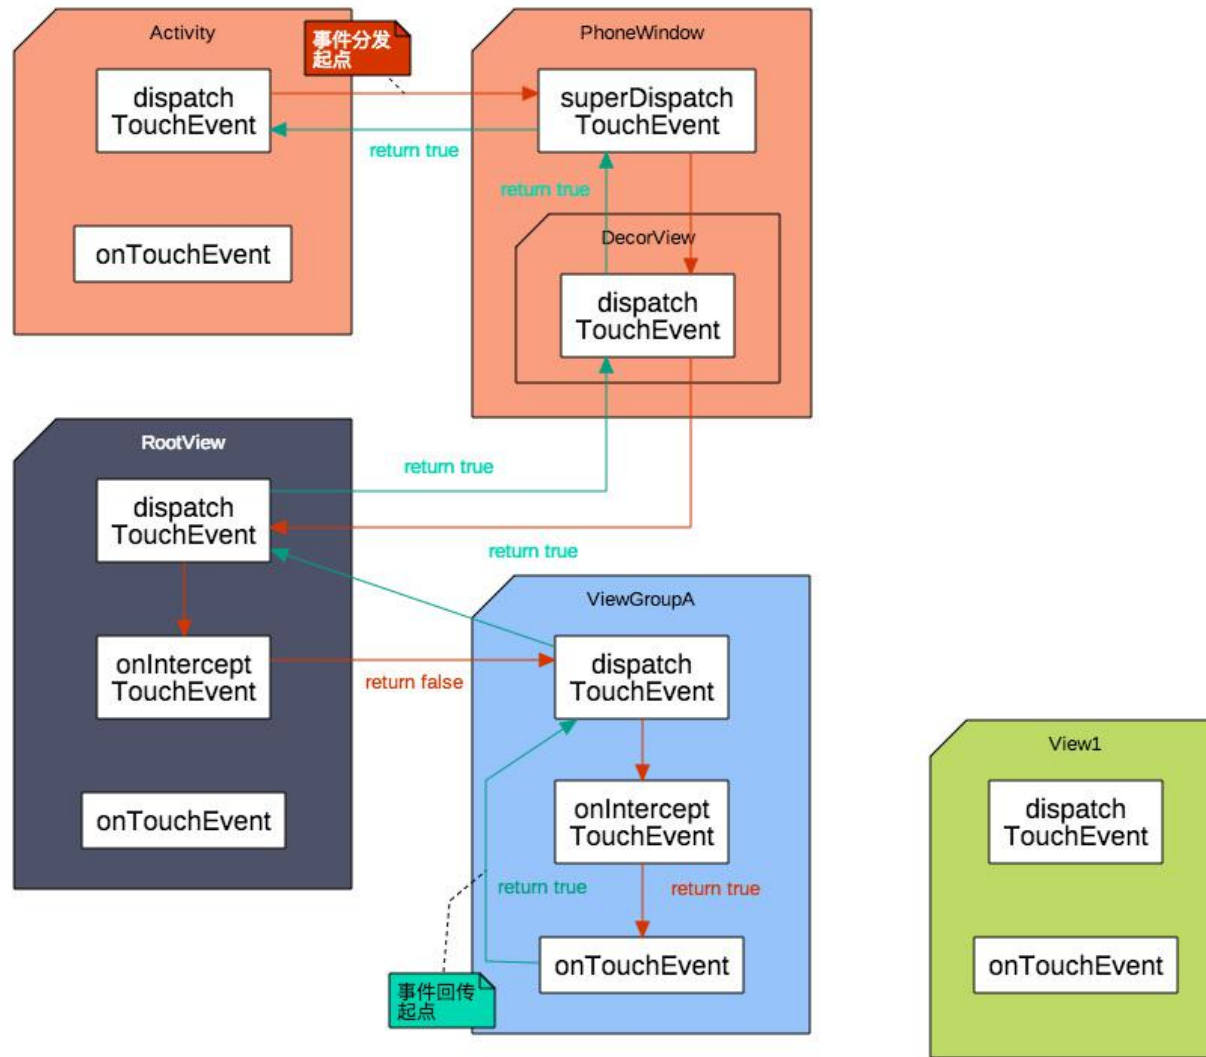 Activity
事件分发
起点
dispatch
TouchEvent
onTouchEvent
PhoneWindow
superDispatch
TouchEvent
return true
return true
DecorView
dispatch
TouchEvent
RootView
return true
dispatch
TouchEvent
return true
onIntercept
TouchEvent
return false
onTouchEvent
ViewGroupA
dispatch
TouchEvent
onIntercept
TouchEvent
return true
return true
onTouchEvent
事件回传
起点
View1
dispatch
TouchEvent
onTouchEvent